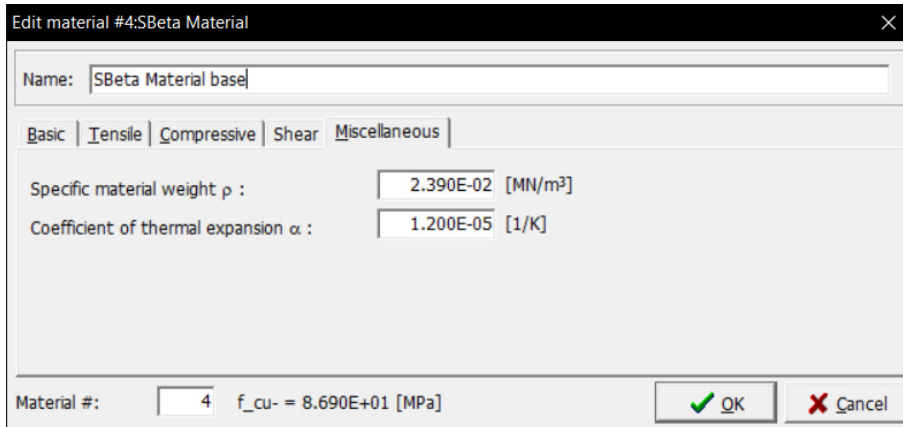 Edit material #4:SBeta Material
Name: SBeta Material base
Basic Tensile Compressive Shear Miscellaneous
Specific material weight ρ : 2.390E-02 [MN/m³]
Coefficient of thermal expansion α : 1.200E-05 [1/K]
Material #: 4 f_cu- = 8.690E+01 [MPa] OK Cancel